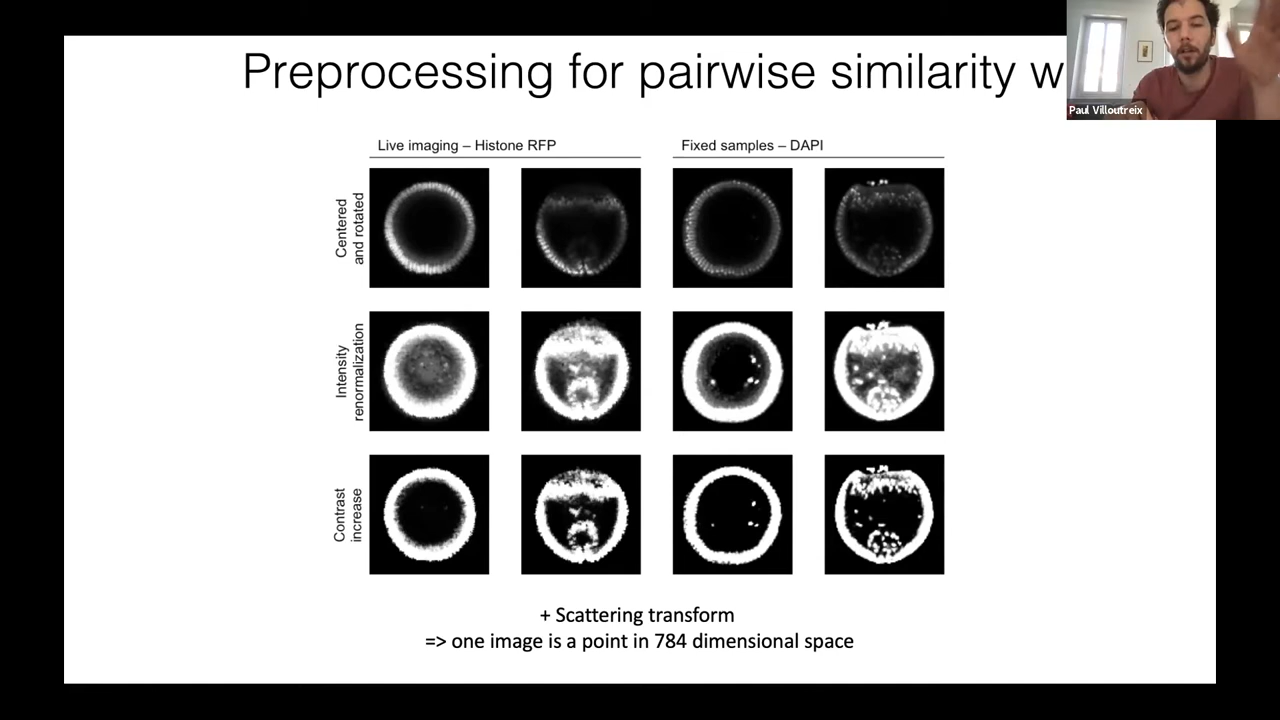 Preprocessing for pairwise similarity w
Paul Villoutreix
Live imaging – Histone RFP
Fixed samples – DAPI
Centered
and rotated
Intensity
renormalization
Contrast
increase
+ Scattering transform
=> one image is a point in 784 dimensional space